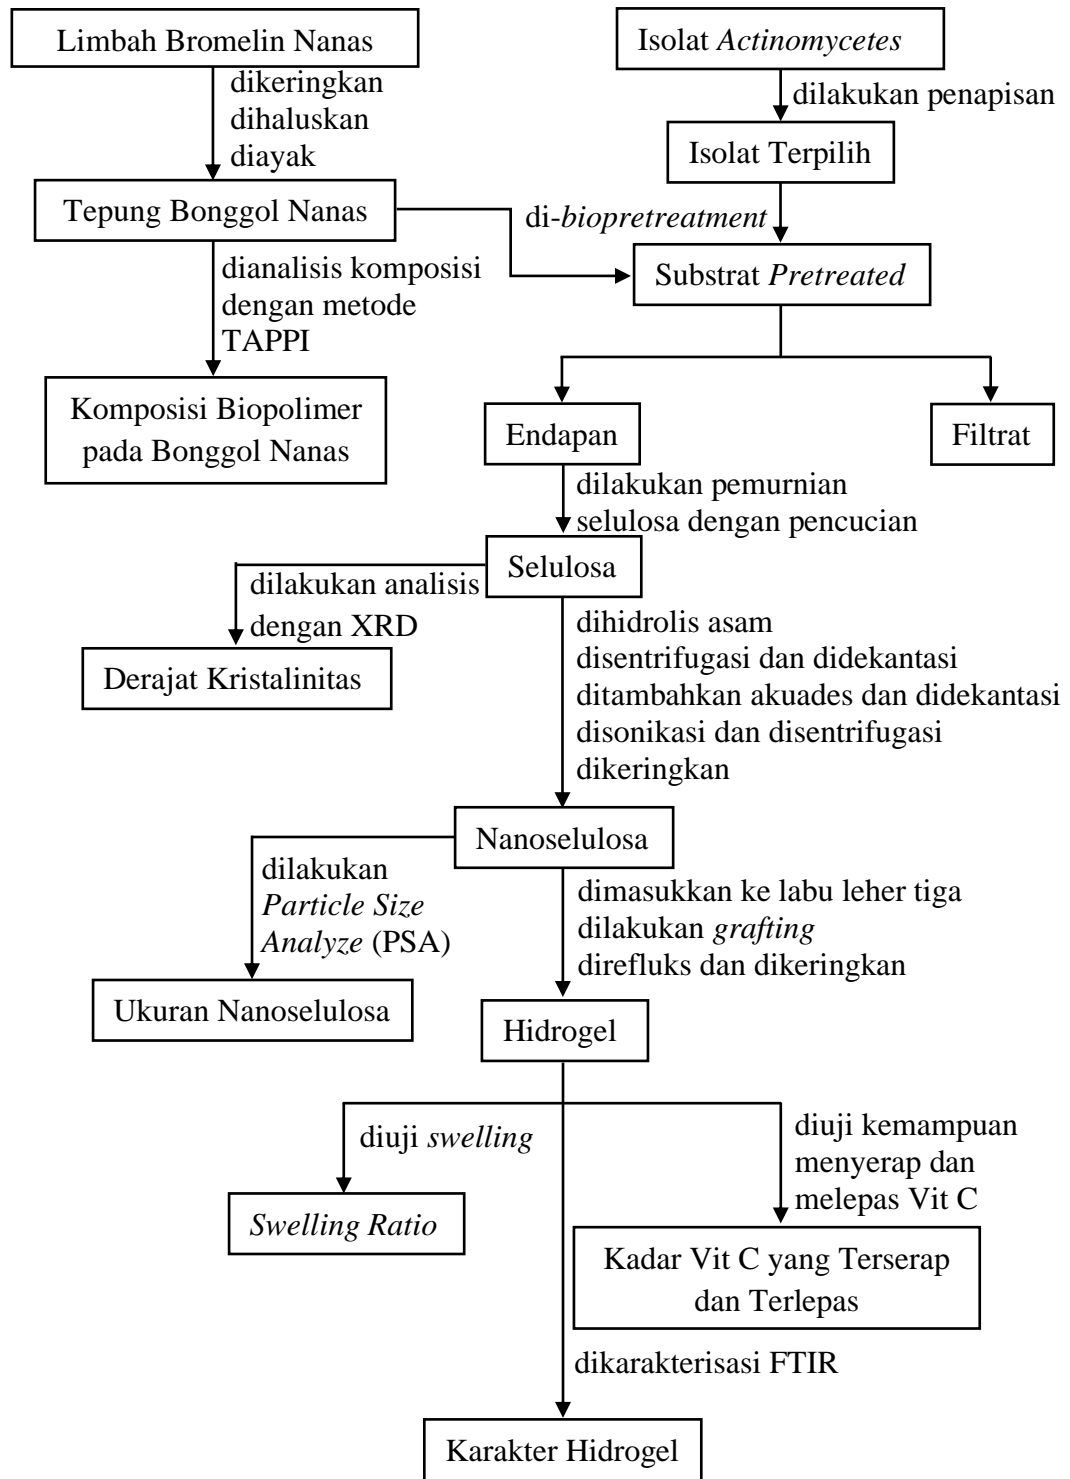 Limbah Bromelin Nanas
Isolat Actinomycetes
dikeringkan
dihaluskan
diayak
dilakukan penapisan
Isolat Terpilih
Tepung Bonggol Nanas
di-biopretreatment
Substrat Pretreated
dianalisis komposisi
dengan metode
TAPPI
Komposisi Biopolimer
pada Bonggol Nanas
Endapan
Filtrat
dilakukan pemurnian
selulosa dengan pencucian
Selulosa
dilakukan analisis
dengan XRD
Derajat Kristalinitas
dihidrolis asam
disentrifugasi dan didekantasi
ditambahkan akuades dan didekantasi
disonikasi dan disentrifugasi
dikeringkan
Nanoselulosa
dilakukan
Particle Size
Analyze (PSA)
Ukuran Nanoselulosa
dimasukkan ke labu leher tiga
dilakukan grafting
direfluks dan dikeringkan
Hidrogel
diuji swelling
Swelling Ratio
diuji kemampuan
menyerap dan
melepas Vit C
Kadar Vit C yang Terserap
dan Terlepas
dikarakterisasi FTIR
Karakter Hidrogel